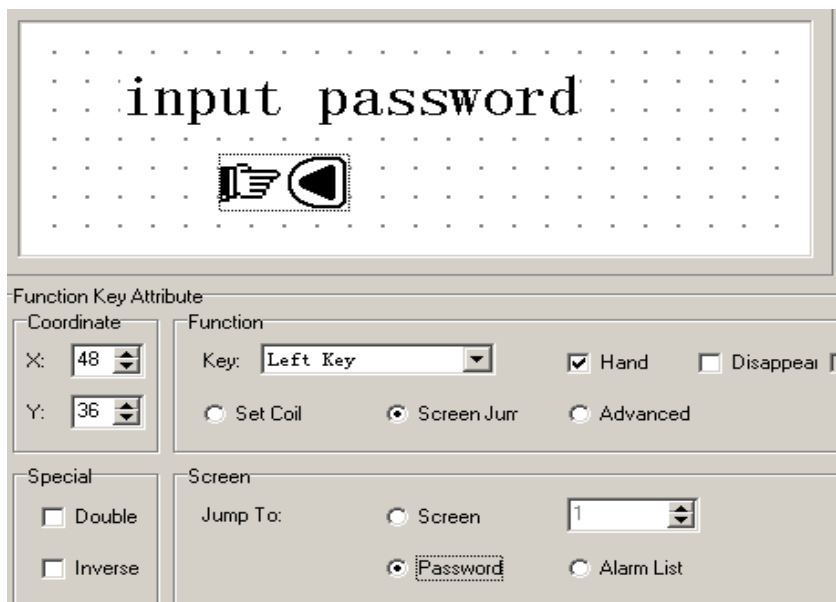 input password
Function Key Attribute
Coordinate
Function
X: 48
Key: Left Key
Hand
Disappear
Y: 36
Set Coil
Screen Jum
Advanced
Special
Screen
Double
Jump To:
Screen
1
Inverse
Password
Alarm List